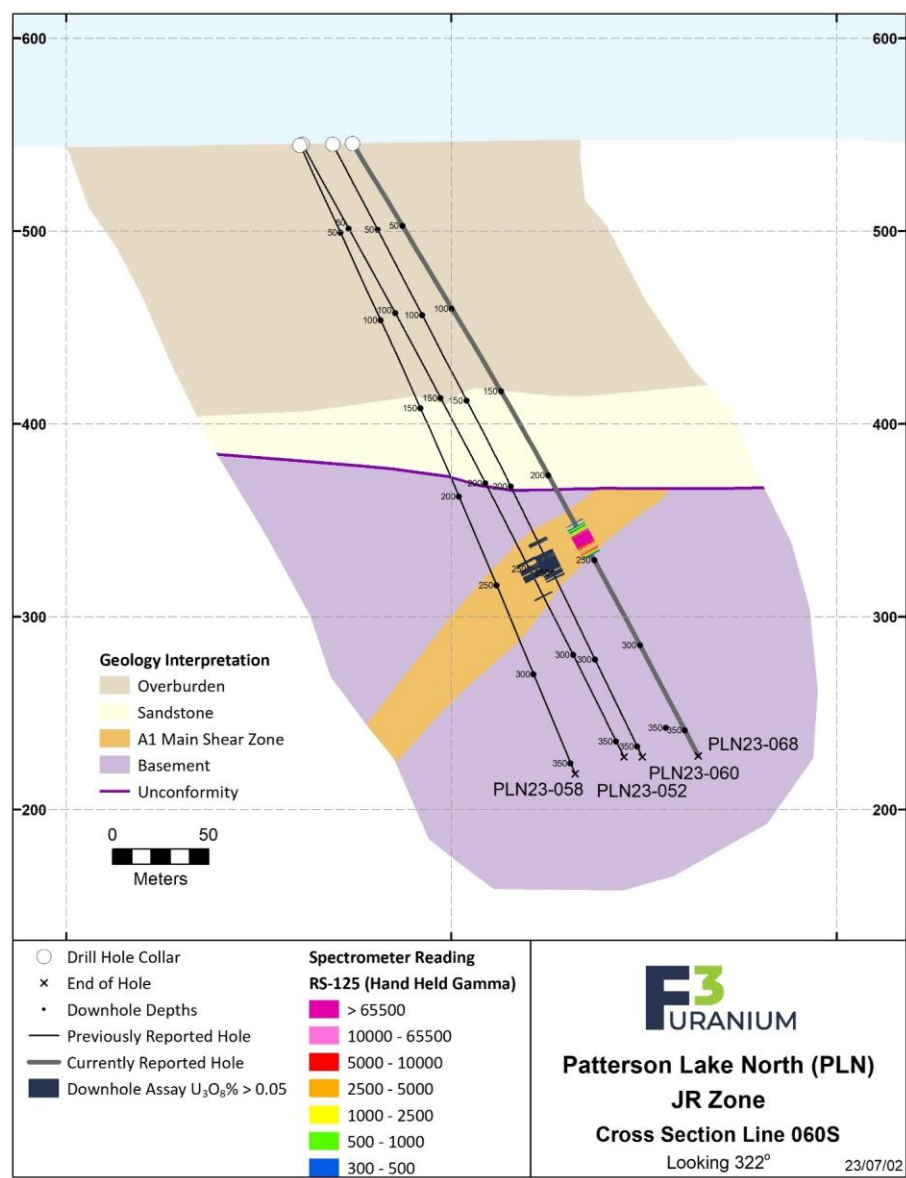 600
600
500
500
400
400
300
300
200
200
50
50
50
50
100
100
100
100
150
150
150
150
200
200
200
200
250
250
250
300
300
300
300
350
350
350
350
PLN23-068
PLN23-060
PLN23-052
PLN23-058
Geology Interpretation
Overburden
Sandstone
A1 Main Shear Zone
Basement
Unconformity
0 50
Meters
Drill Hole Collar
End of Hole
Downhole Depths
Previously Reported Hole
Currently Reported Hole
Downhole Assay U₃O₈% > 0.05
Spectrometer Reading
RS-125 (Hand Held Gamma)
> 65500
10000 - 65500
5000 - 10000
2500 - 5000
1000 - 2500
500 - 1000
300 - 500
F3
URANIUM
Patterson Lake North (PLN)
JR Zone
Cross Section Line 060S
Looking 322°
23/07/02